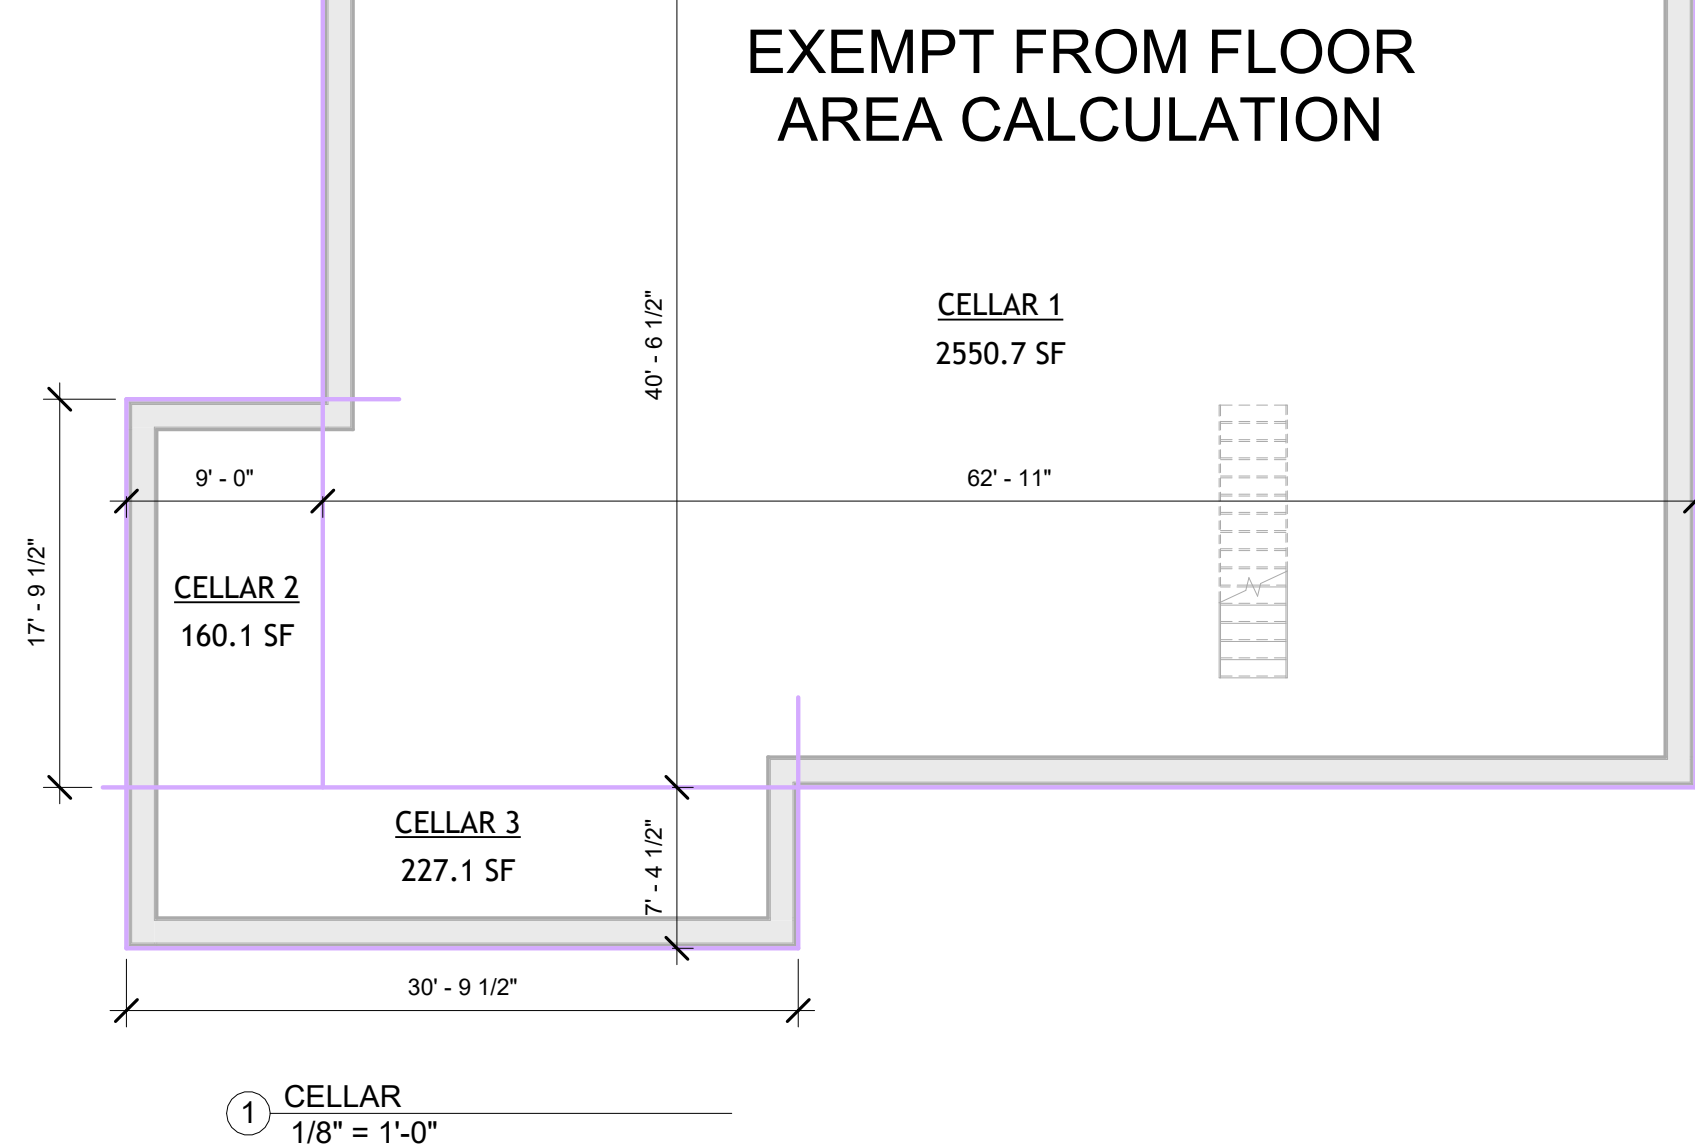 EXEMPT FROM FLOOR
AREA CALCULATION
40' - 6 1/2"
CELLAR 1
2550.7 SF
9' - 0"
62' - 11"
17' - 9 1/2"
CELLAR 2
160.1 SF
CELLAR 3
227.1 SF
7' - 4 1/2"
30' - 9 1/2"
1
CELLAR
1/8" = 1'-0"